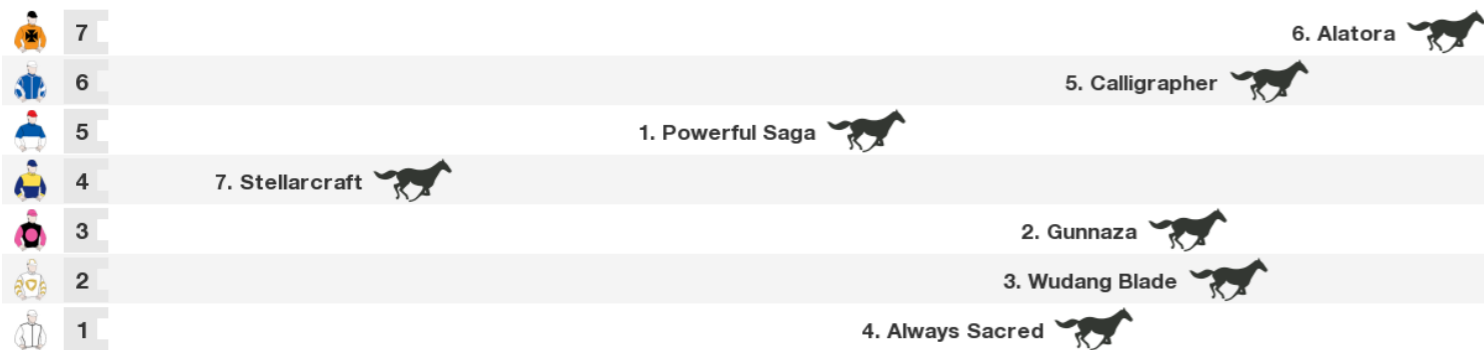 7 6. Alatora
6 5. Calligrapher
5 1. Powerful Saga
4 7. Stellarcraft
3 2. Gunnaza
2 3. Wudang Blade
1 4. Always Sacred